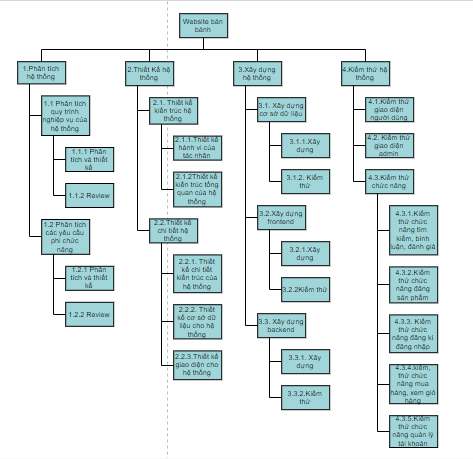 Website bán
bánh
1.Phân tích
hệ thống
2.Thiết Kế hệ
thống
3.Xây dựng
hệ thống
4.Kiểm thử hệ
thống
1.1 Phân tích
quy trình
nghiệp vụ của
hệ thống
1.1.1 Phân
tích và thiết
kế
1.1.2 Review
1.2 Phân tích
các yêu cầu
phi chức
năng
1.2.1 Phân
tích và thiết
kế
1.2.2 Review
2.1. Thiết kế
kiến trúc hệ
thống
2.1.1.Thiết kế
hành vi của
tác nhân
2.1.2Thiết kế
kiến trúc tổng
quan của hệ
thống
2.2.Thiết kế
chi tiết hệ
thống
2.2.1. Thiết
kế chi tiết
kiến trúc của
hệ thống
2.2.2. Thiết
kế cơ sở dữ
liệu cho hệ
thống
2.2.3.Thiết kế
giao diện cho
hệ thống
3.1. Xây dựng
cơ sở dữ liệu
3.1.1.Xây
dựng
3.1.2. Kiểm
thử
3.2.Xây dựng
frontend
3.2.1.Xây
dựng
3.2.2Kiểm thử
3.3. Xây dựng
backend
3.3.1. Xây
dựng
3.3.2.Kiểm
thử
4.1.Kiểm thử
giao diện
người dùng
4.2. Kiểm thử
giao diện
admin
4.3.Kiểm thử
chức năng
4.3.1.Kiểm
thử chức
năng tìm
kiếm, bình
luận, đánh giá
4.3.2.Kiểm
thử chức
năng đăng
sản phẩm
4.3.3. Kiểm
thử chức
năng đăng kí
đăng nhập
4.3.4.kiểm,
thử chức
năng mua
hàng, xem giỏ
hàng
4.3.5.Kiểm
thử chức
năng quản lý
tài khoản